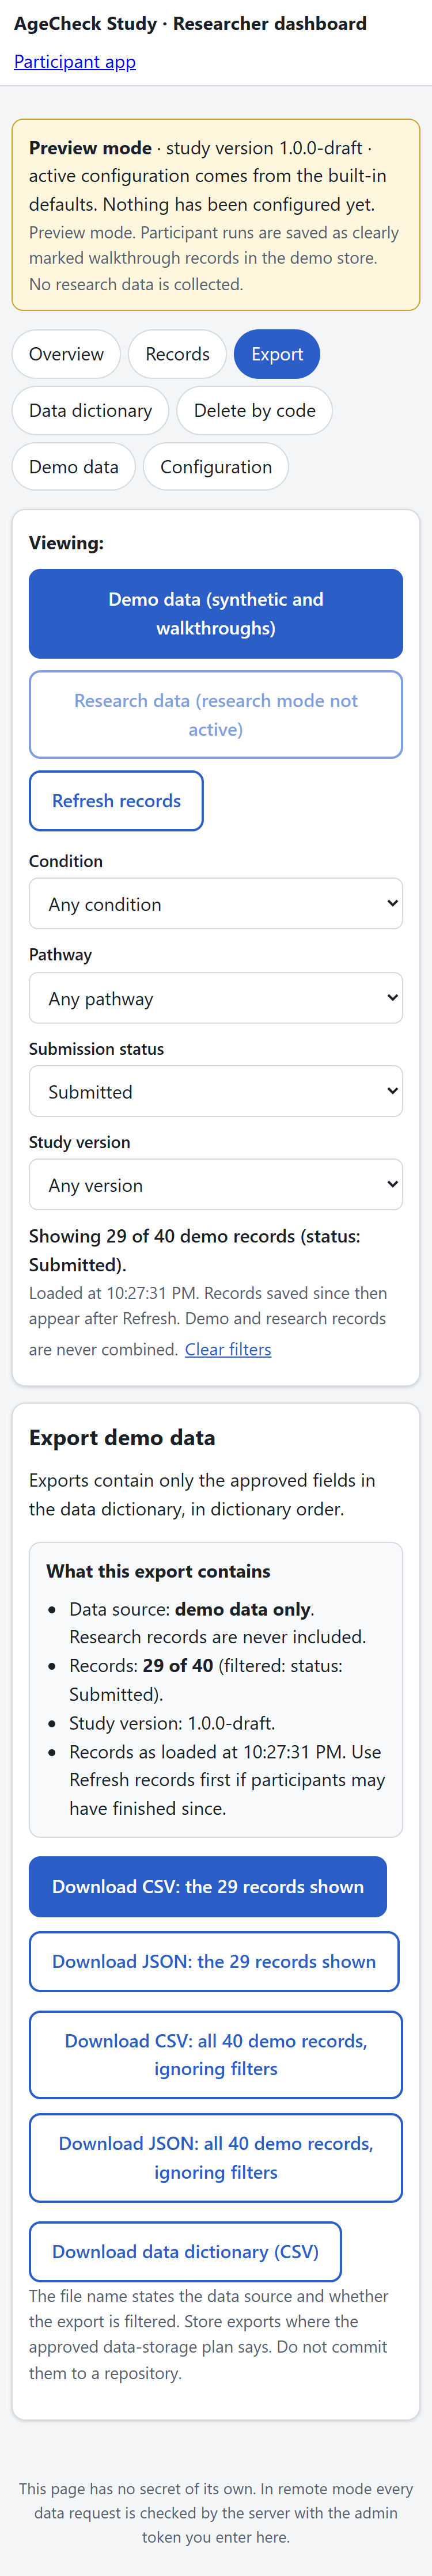 AgeCheck Study · Researcher dashboard
Participant app
Preview mode · study version 1.0.0-draft ·
active configuration comes from the built-in
defaults. Nothing has been configured yet.
Preview mode. Participant runs are saved as clearly
marked walkthrough records in the demo store.
No research data is collected.
Overview
Records
Export
Data dictionary
Delete by code
Demo data
Configuration
Viewing:
Demo data (synthetic and
walkthroughs)
Research data (research mode not
active)
Refresh records
Condition
Any condition
Pathway
Any pathway
Submission status
Submitted
Study version
Any version
Showing 29 of 40 demo records (status:
Submitted).
Loaded at 10:27:31 PM. Records saved since then
appear after Refresh. Demo and research records
are never combined. Clear filters
Export demo data
Exports contain only the approved fields in
the data dictionary, in dictionary order.
What this export contains
• Data source: demo data only.
Research records are never included.
• Records: 29 of 40 (filtered: status:
Submitted).
• Study version: 1.0.0-draft.
• Records as loaded at 10:27:31 PM. Use
Refresh records first if participants may
have finished since.
Download CSV: the 29 records shown
Download JSON: the 29 records shown
Download CSV: all 40 demo records,
ignoring filters
Download JSON: all 40 demo records,
ignoring filters
Download data dictionary (CSV)
The file name states the data source and whether
the export is filtered. Store exports where the
approved data-storage plan says. Do not commit
them to a repository.
This page has no secret of its own. In remote mode every
data request is checked by the server with the admin
token you enter here.